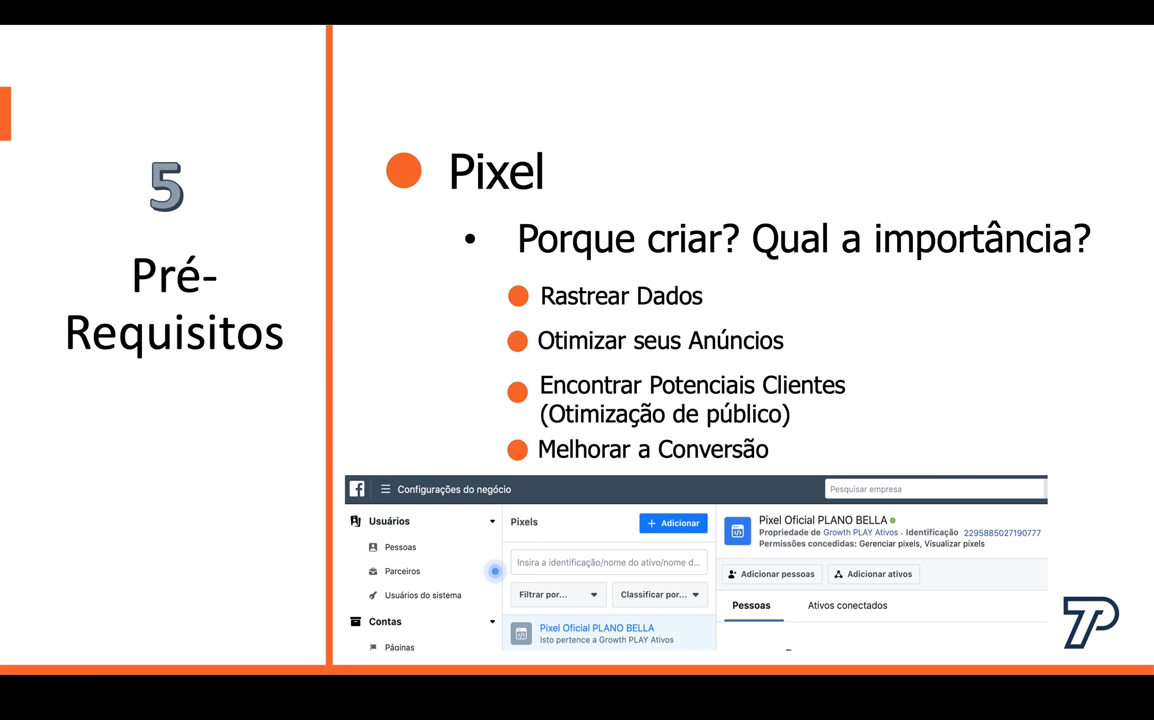 5
Pré-
Requisitos
Pixel
• Porque criar? Qual a importância?
Rastrear Dados
Otimizar seus Anúncios
Encontrar Potenciais Clientes
(Otimização de público)
Melhorar a Conversão
Configurações do negócio
Pesquisar empresa
Usuários
Pessoas
Parceiros
Usuários do sistema
Contas
Páginas
Pixels
+ Adicionar
Insira a identificação/nome do ativo/nome d...
Filtrar por...
Classificar por...
Pixel Oficial PLANO BELLA
Isto pertence a Growth PLAY Ativos
Pixel Oficial PLANO BELLA
Propriedade de Growth PLAY Ativos - Identificação 2295885027190777
Permissões concedidas: Gerenciar pixels, Visualizar pixels
Adicionar pessoas
Adicionar ativos
Pessoas
Ativos conectados
7P